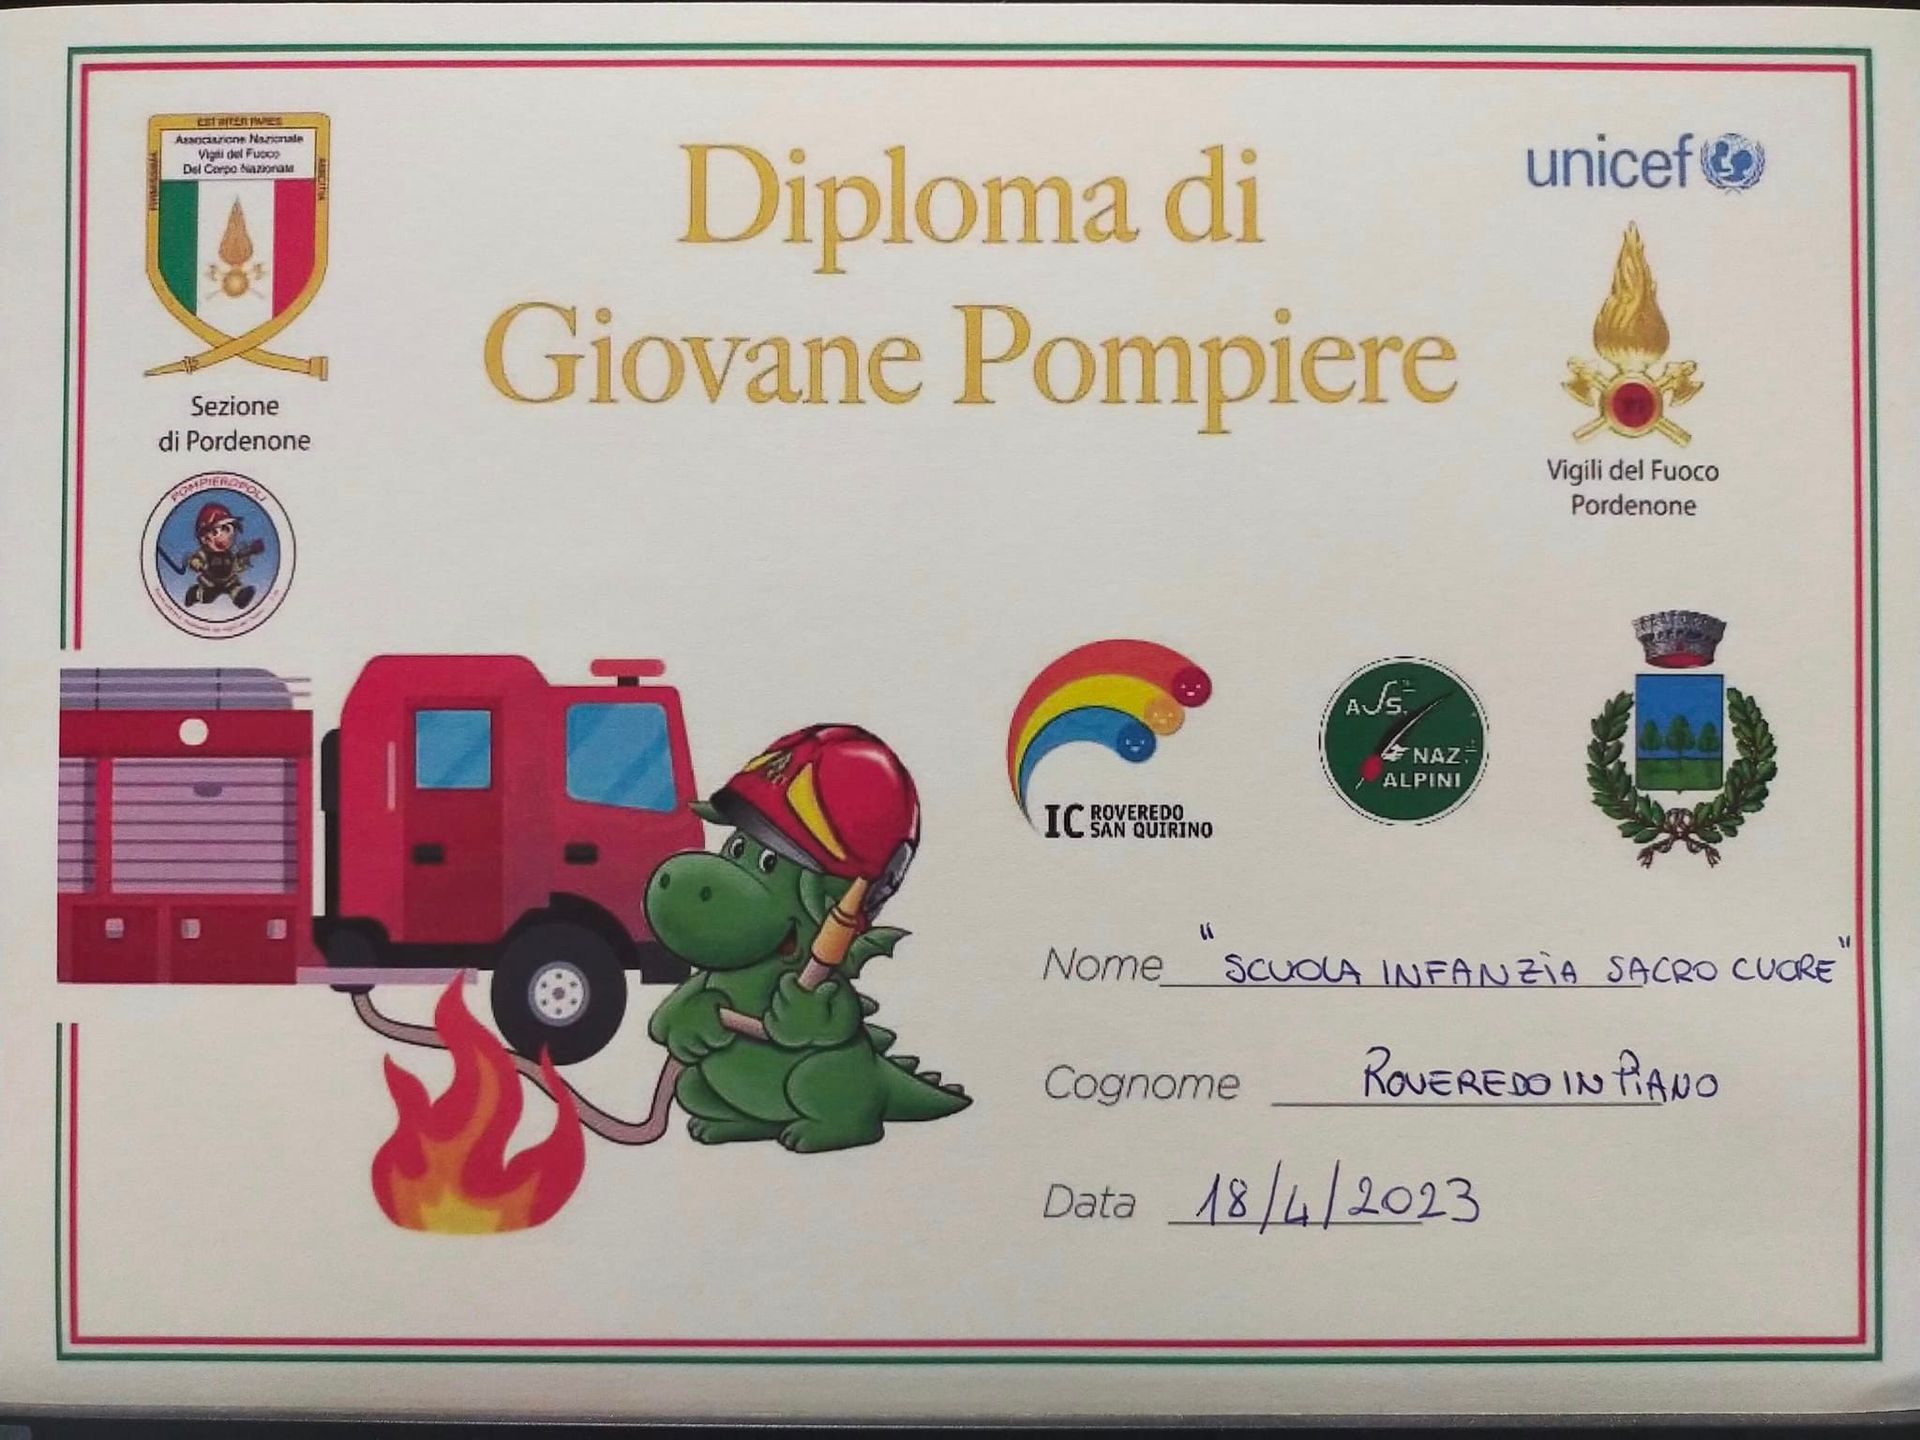 EST INTER PARES
Associazione Nazionale
Vigili del Fuoco
Del Corpo Nazionale
Sezione
di Pordenone
POMPIEROPOLI
Diploma di
Giovane Pompiere
unicef
Vigili del Fuoco
Pordenone
IC ROVEREDO
SAN QUIRINO
ASS.
NAZ.
ALPINI
Nome "SCUOLA INFANZiA SACRO CUORE"
Cognome ROVEREDO IN PiANO
Data 18/4/2023